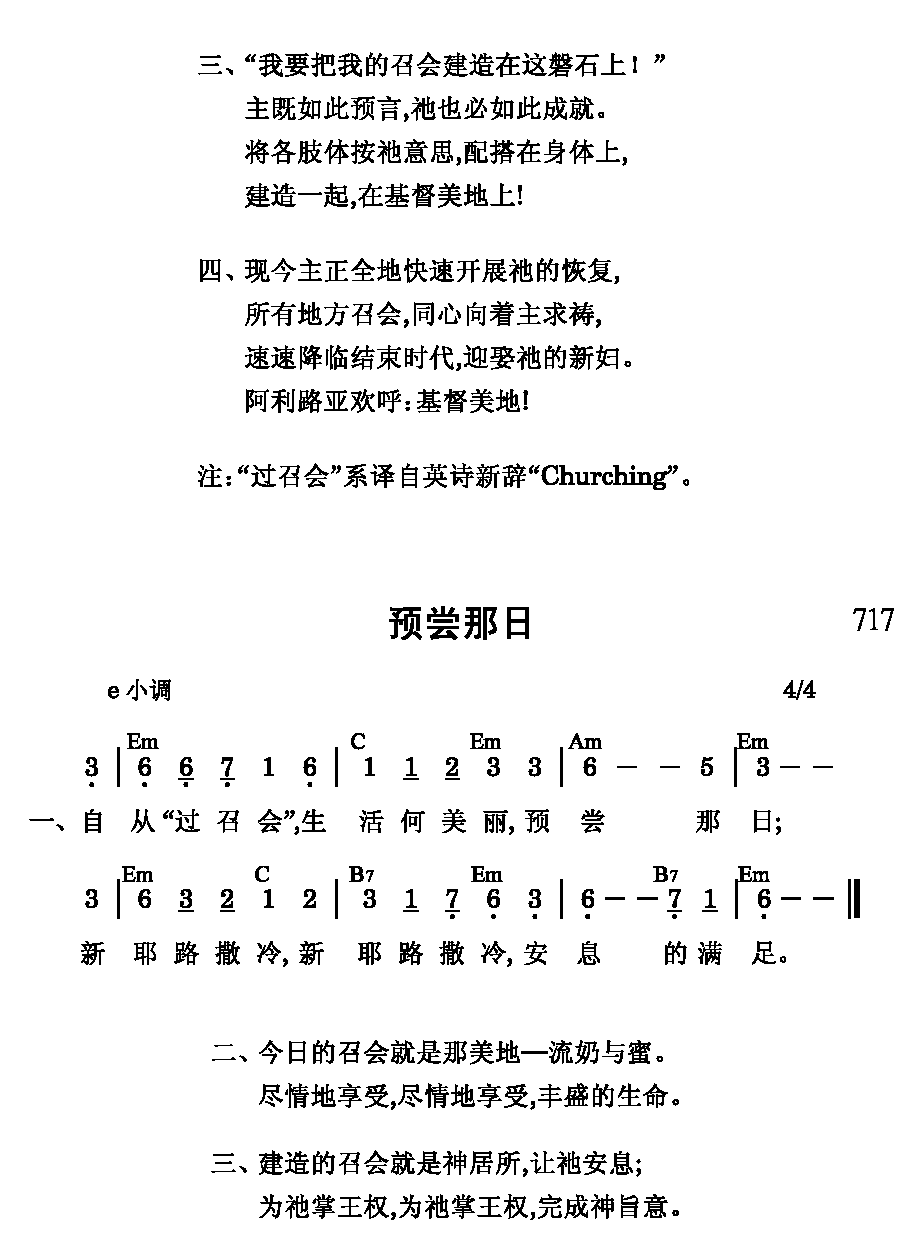 三、“我要把我的召会建造在这磐石上！”
主既如此预言,祂也必如此成就。
将各肢体按祂意思,配搭在身体上,
建造一起,在基督美地上!
四、现今主正全地快速开展祂的恢复,
所有地方召会,同心向着主求祷,
速速降临结束时代,迎娶祂的新妇。
阿利路亚欢呼:基督美地!
注:“过召会”系译自英诗新辞“Churching”。
预尝那日 717
e 小调 4/4
Em C Em Am Em
3 | 6 6 7 1 6 | 1 1 2 3 3 | 6 － － 5 | 3 － －
一、自 从“过 召 会”,生 活 何 美 丽, 预 尝 那 日;
Em C B7 Em B7 Em
3 | 6 3 2 1 2 | 3 1 7 6 3 | 6 － － 7 1 | 6 － － ‖
新 耶 路 撒 冷, 新 耶 路 撒 冷, 安 息 的 满 足。
二、今日的召会就是那美地—流奶与蜜。
尽情地享受,尽情地享受,丰盛的生命。
三、建造的召会就是神居所,让祂安息;
为祂掌王权,为祂掌王权,完成神旨意。